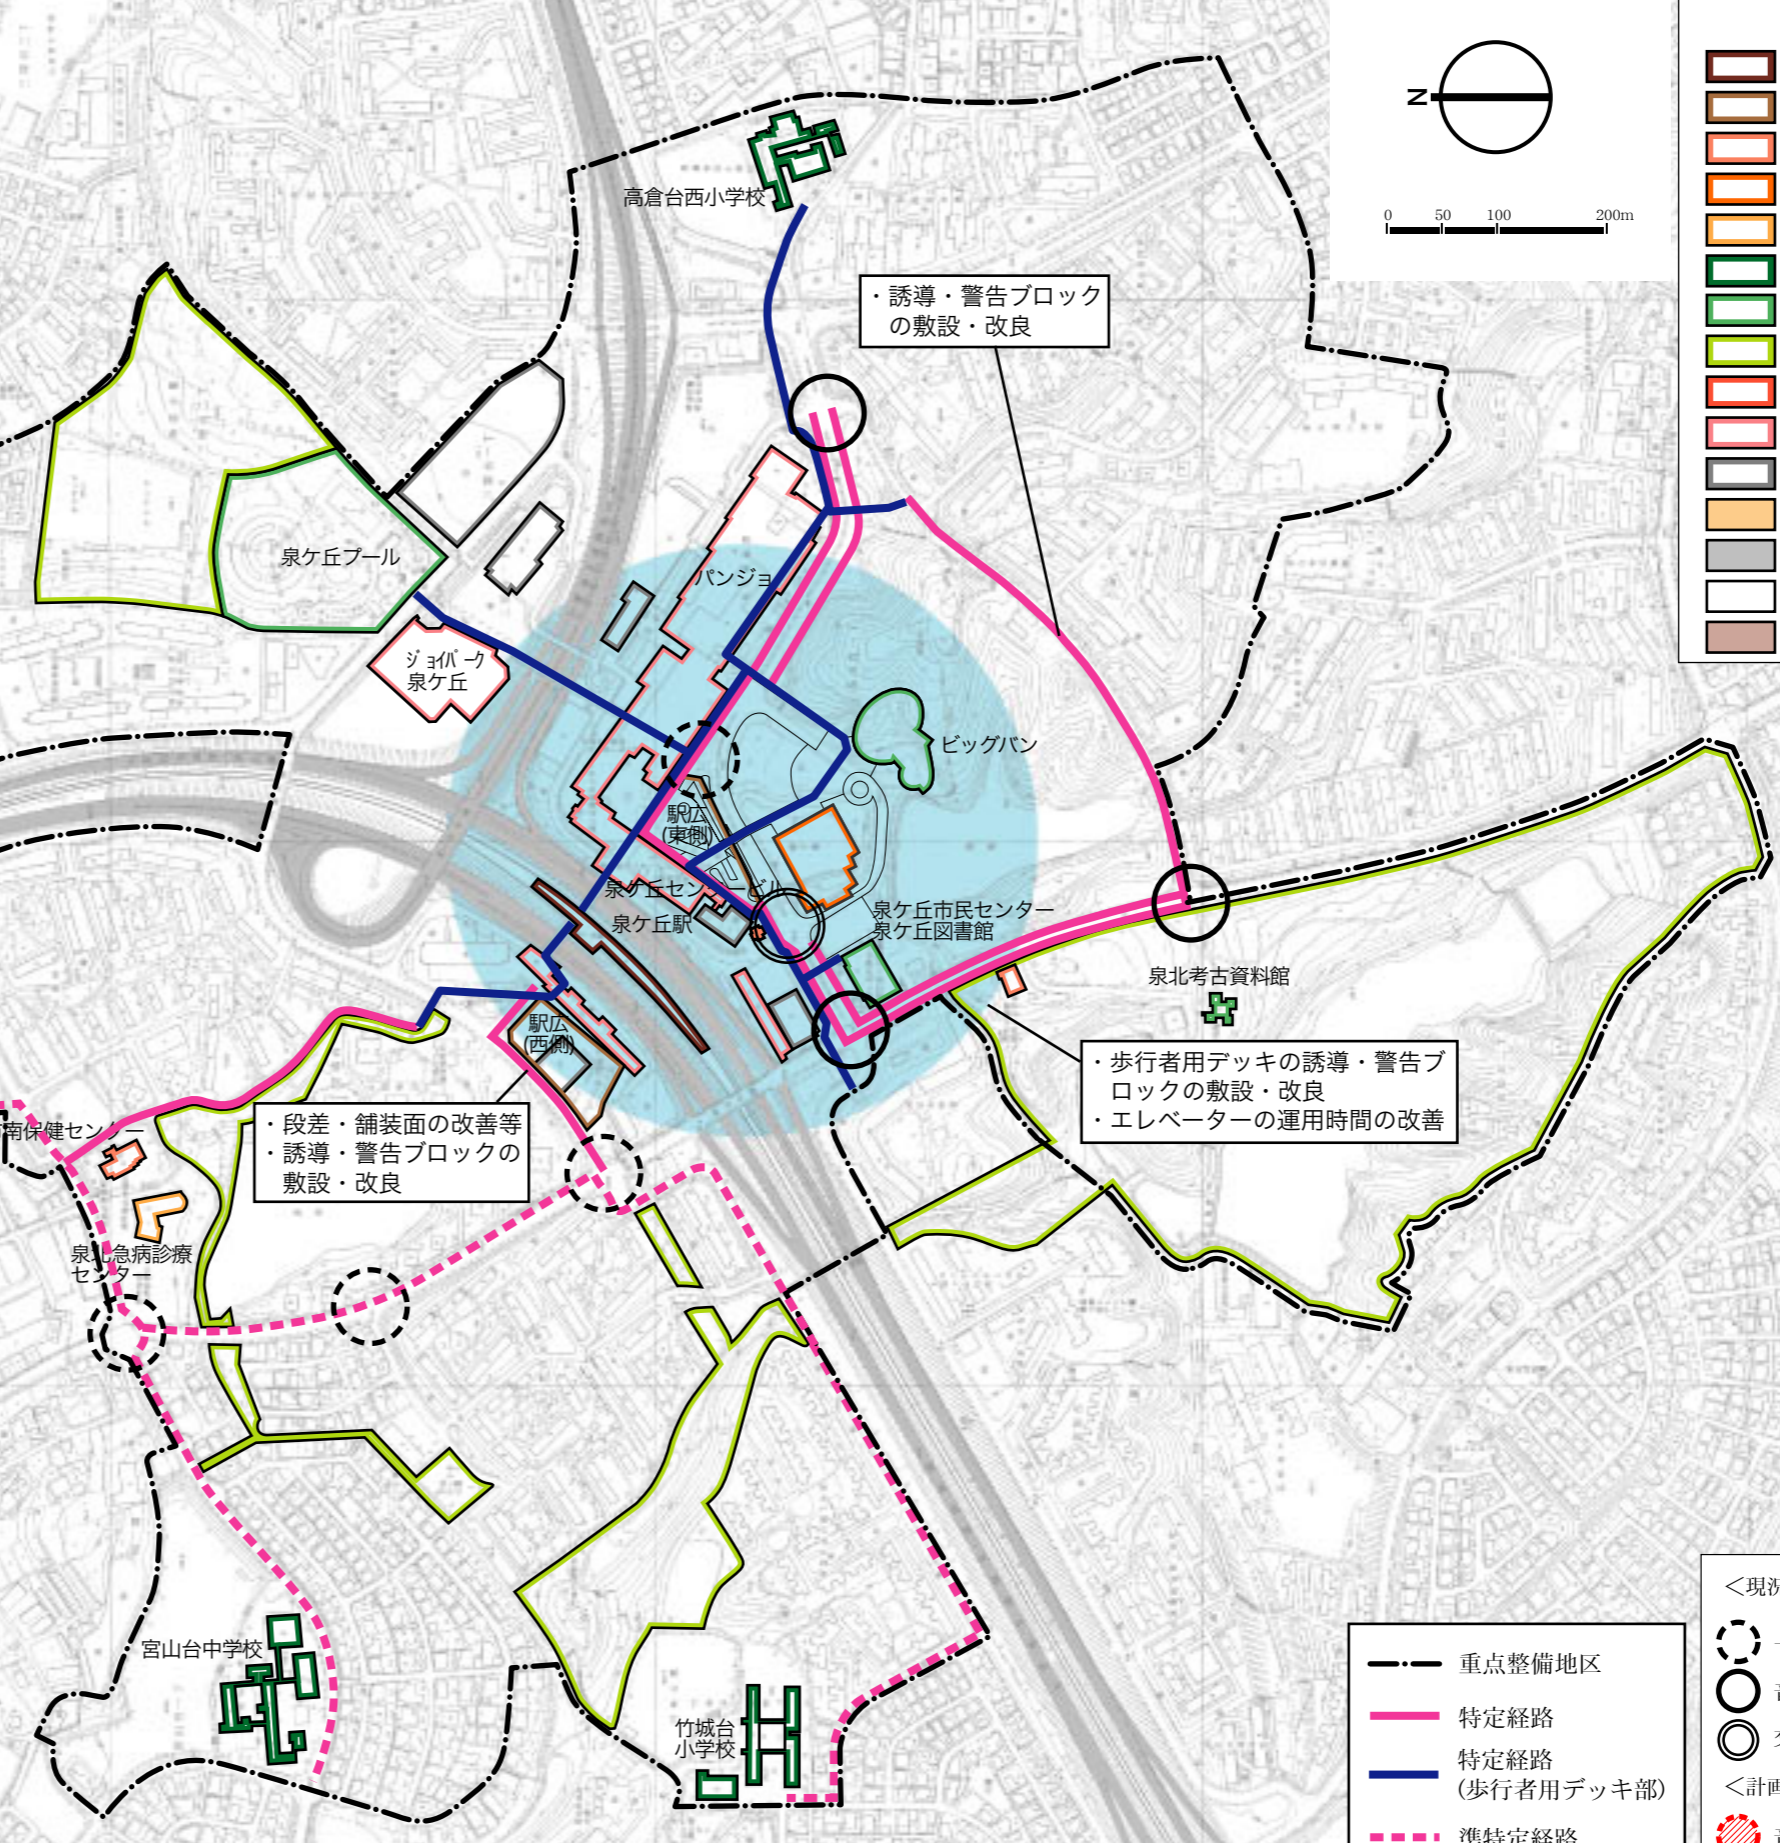 N
0 50 100 200m
高倉台西小学校
・誘導・警告ブロック
の敷設・改良
泉ケ丘プール
パンジョ
ジョイパーク
泉ケ丘
ビッグバン
駅広
(東側)
泉ケ丘センタービル
泉ケ丘駅
泉ケ丘市民センター
泉ケ丘図書館
泉北考古資料館
駅広
(西側)
・歩行者用デッキの誘導・警告ブ
ロックの敷設・改良
・エレベーターの運用時間の改善
・段差・舗装面の改善等
・誘導・警告ブロックの
敷設・改良
南保健センター
泉北急病診療
センター
宮山台中学校
竹城台
小学校
重点整備地区
特定経路
特定経路
(歩行者用デッキ部)
準特定経路
＜現況
＜計画